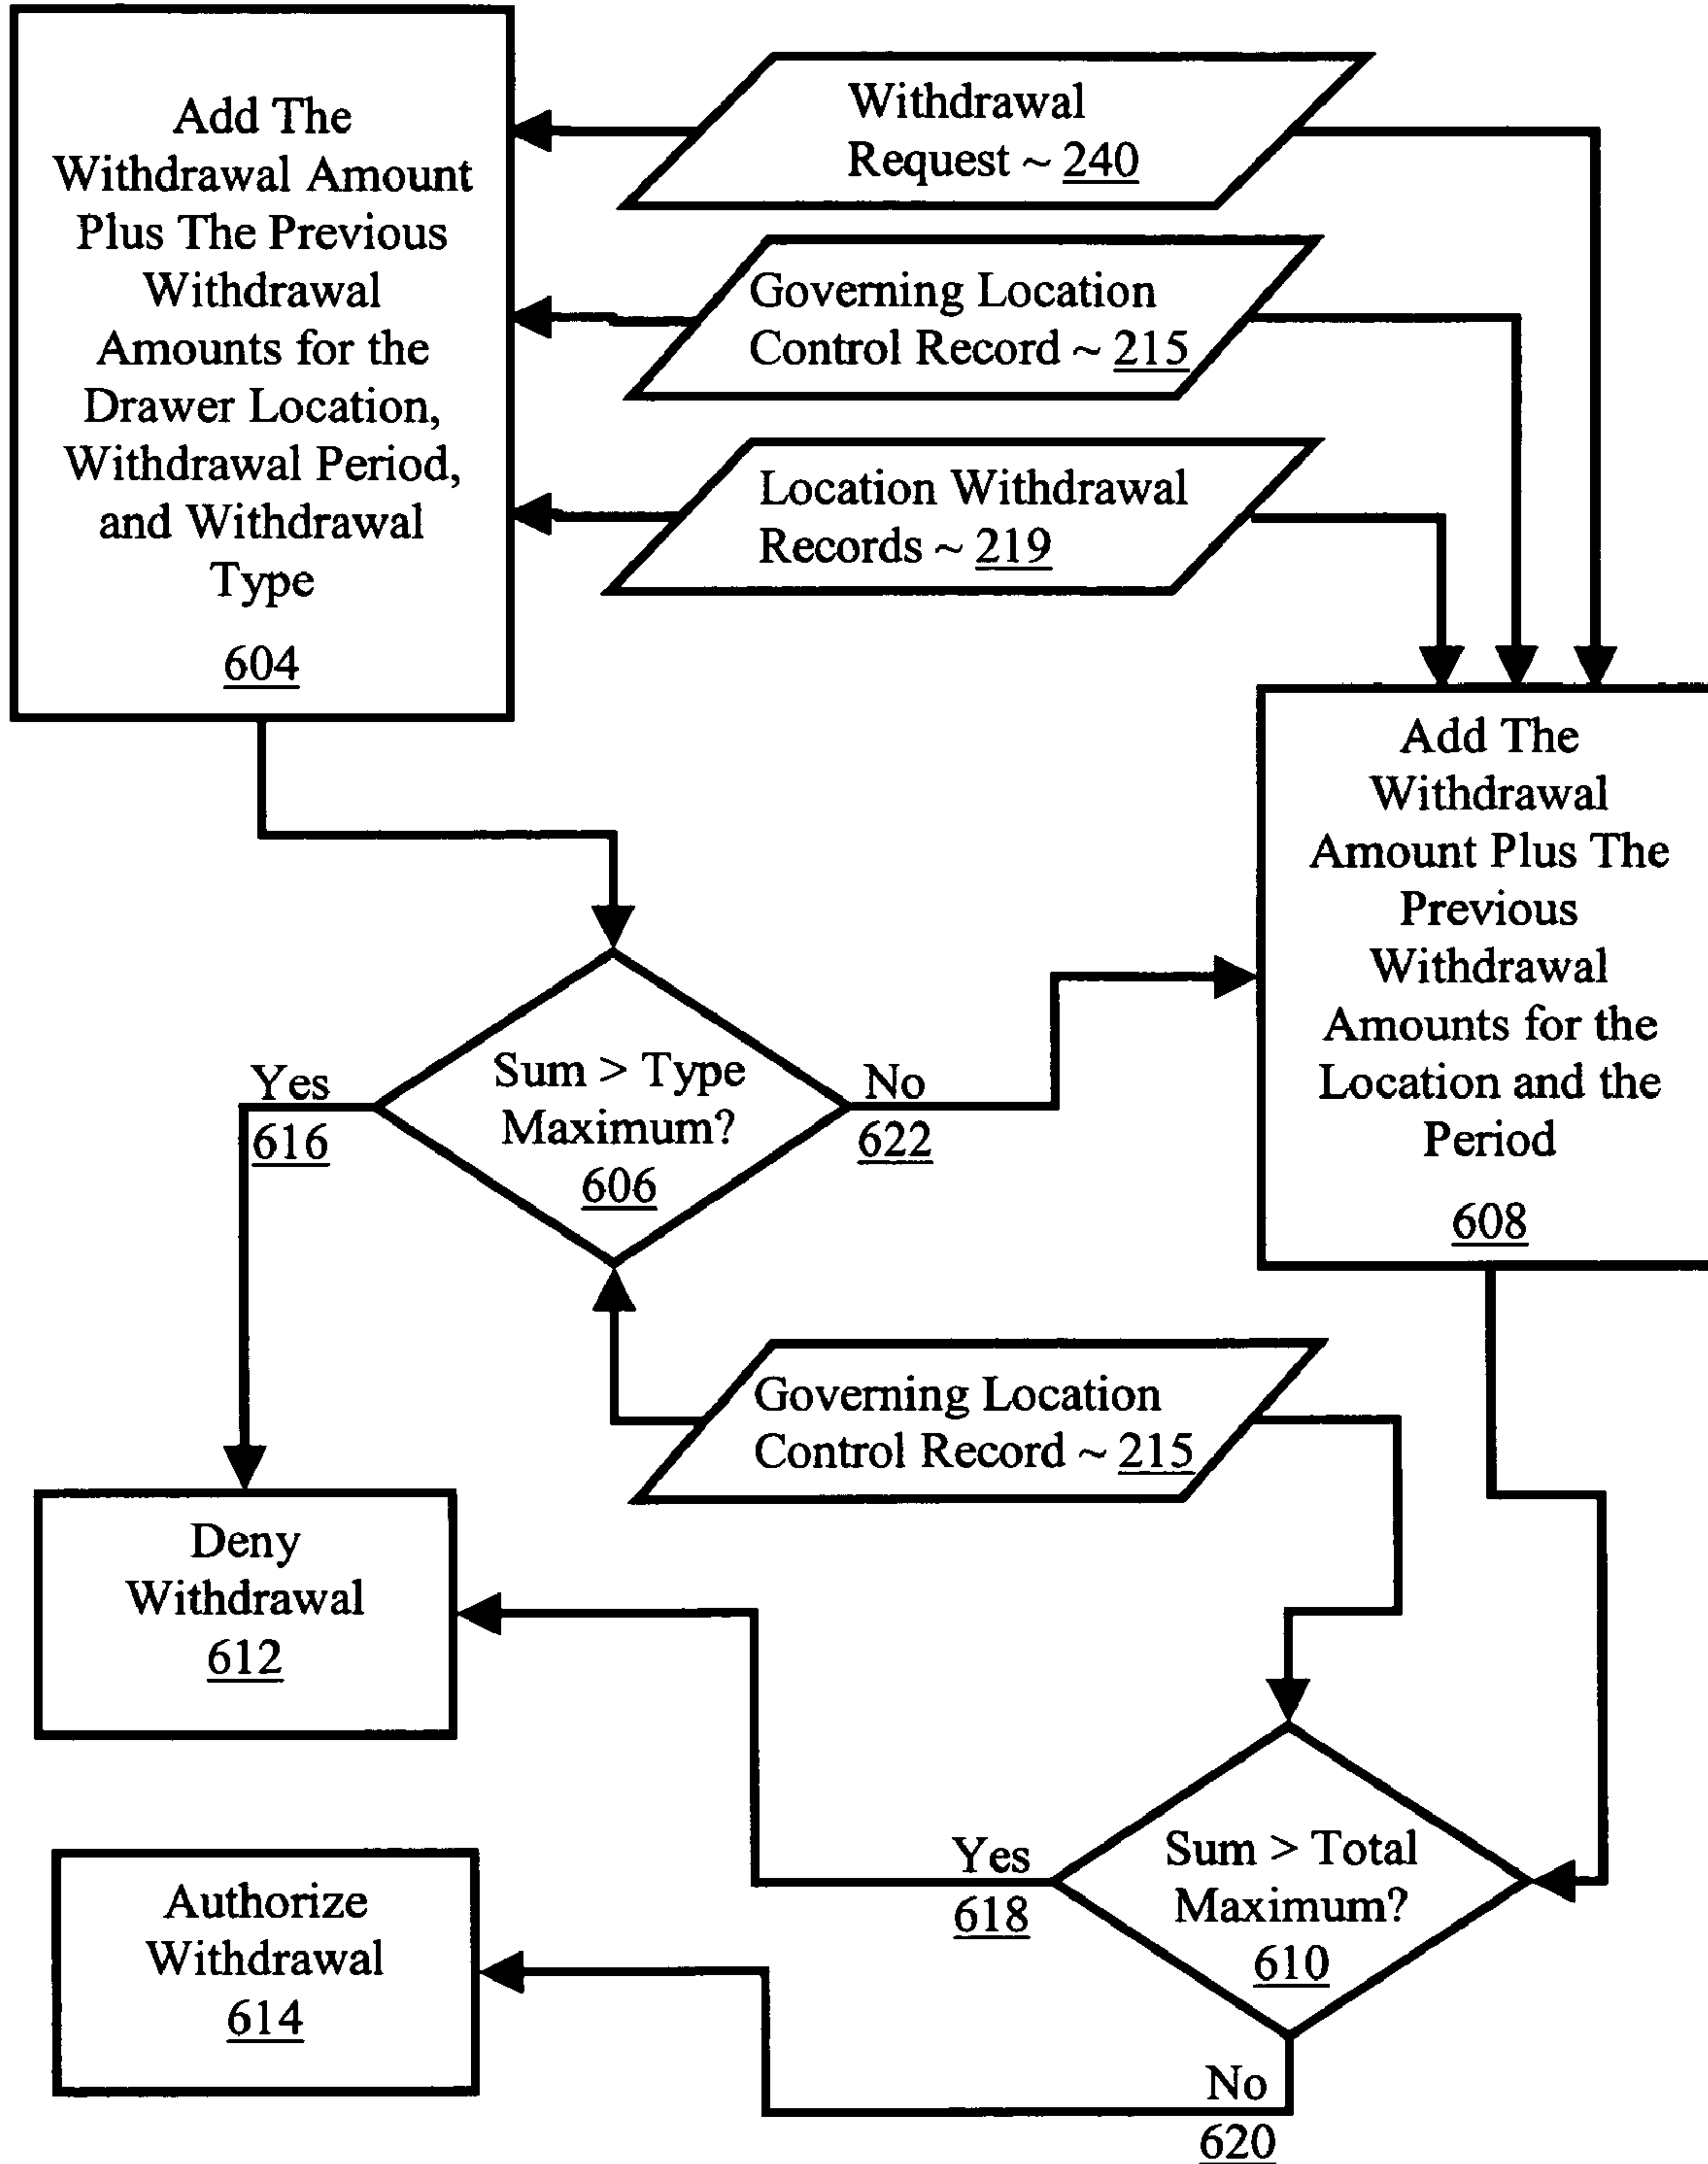 Add The
Withdrawal Amount
Plus The Previous
Withdrawal
Amounts for the
Drawer Location,
Withdrawal Period,
and Withdrawal
Type
604
Withdrawal
Request ~ 240
Governing Location
Control Record ~ 215
Location Withdrawal
Records ~ 219
Add The
Withdrawal
Amount Plus The
Previous
Withdrawal
Amounts for the
Location and the
Period
608
Sum > Type
Maximum?
606
Yes
616
No
622
Governing Location
Control Record ~ 215
Deny
Withdrawal
612
Sum > Total
Maximum?
610
Yes
618
No
620
Authorize
Withdrawal
614